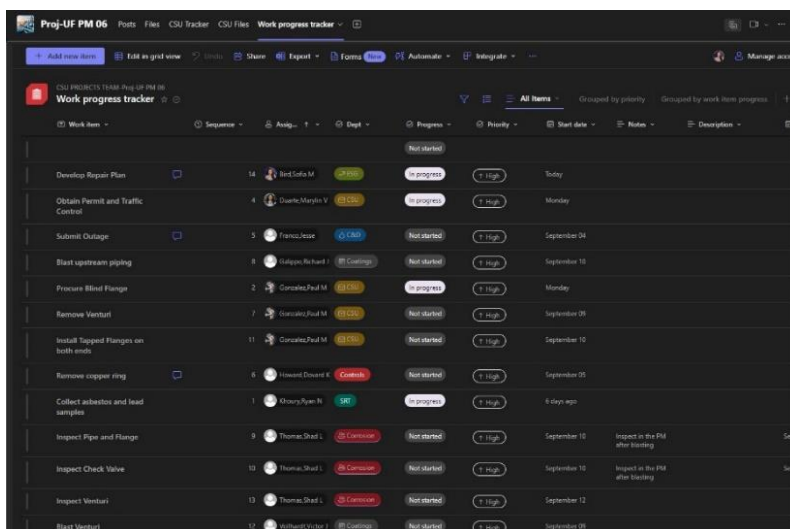 Proj-UF PM 06 Posts Files CSU Tracker CSU Files Work progress tracker
+ Add new item Edit in grid view Undo Share Export Forms New Automate Integrate Manage acc
CSU PROJECTS TEAM-Proj-UF PM 06
Work progress tracker
All Items Grouped by priority Grouped by work item progress
Work item Sequence Assig... Dept Progress Priority Start date Notes Description
Not started
Develop Repair Plan 14 Bird,Sofia M ESS In progress High Today
Obtain Permit and Traffic
Control
4 Duarte,Marylin V CSU In progress High Monday
Submit Outage 5 Franco,Jesse Not started High September 04
Blast upstream piping 8 Richard Coatings Not started High September 10
Procure Blind Flange 2 Gonzalez,Paul M CSU In progress High Monday
Remove Venturi 7 Gonzalez,Paul M CSU Not started High September 09
Install Tapped Flanges on
both ends
11 Gonzalez,Paul M CSU Not started High September 10
Remove copper ring 6 Howard,Dovard K Controls Not started High September 05
Collect asbestos and lead
samples
1 Khoury,Ryan N SRT In progress High 6 days ago
Inspect Pipe and Flange 9 Thomas,Shad L Corrosion Not started High September 10 Inspect in the PM
after blasting
Inspect Check Valve 10 Thomas,Shad L Corrosion Not started High September 10 Inspect in the PM
after blasting
Inspect Venturi 13 Thomas,Shad L Corrosion Not started High September 12
Blast Venturi 12 Coatings Not started High September 09